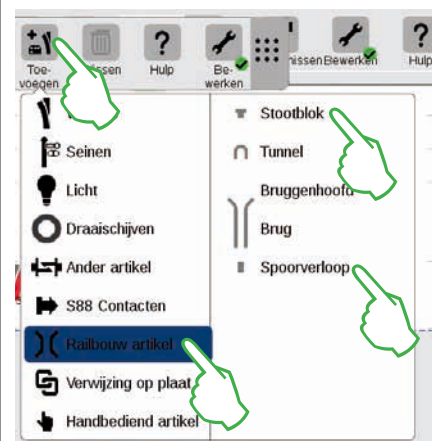 Toe-
voegen
issen
Hulp
Be-
werken
nissen
Bewerken
Hulp
Seinen
Licht
Draaischijven
Ander artikel
S88 Contacten
Railbouw artikel
Verwijzing op plaat
Handbediend artikel
Stootblok
Tunnel
Bruggenhoofd
Brug
Spoorverloop